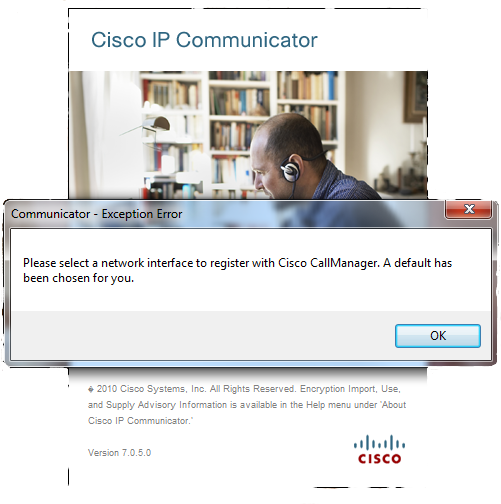 Cisco IP Communicator
Communicator - Exception Error
Please select a network interface to register with Cisco CallManager. A default has
been chosen for you.
OK
© 2010 Cisco Systems, Inc. All Rights Reserved. Encryption Import, Use,
and Supply Advisory Information is available in the Help menu under "About
Cisco IP Communicator."
Version 7.0.5.0
CISCO